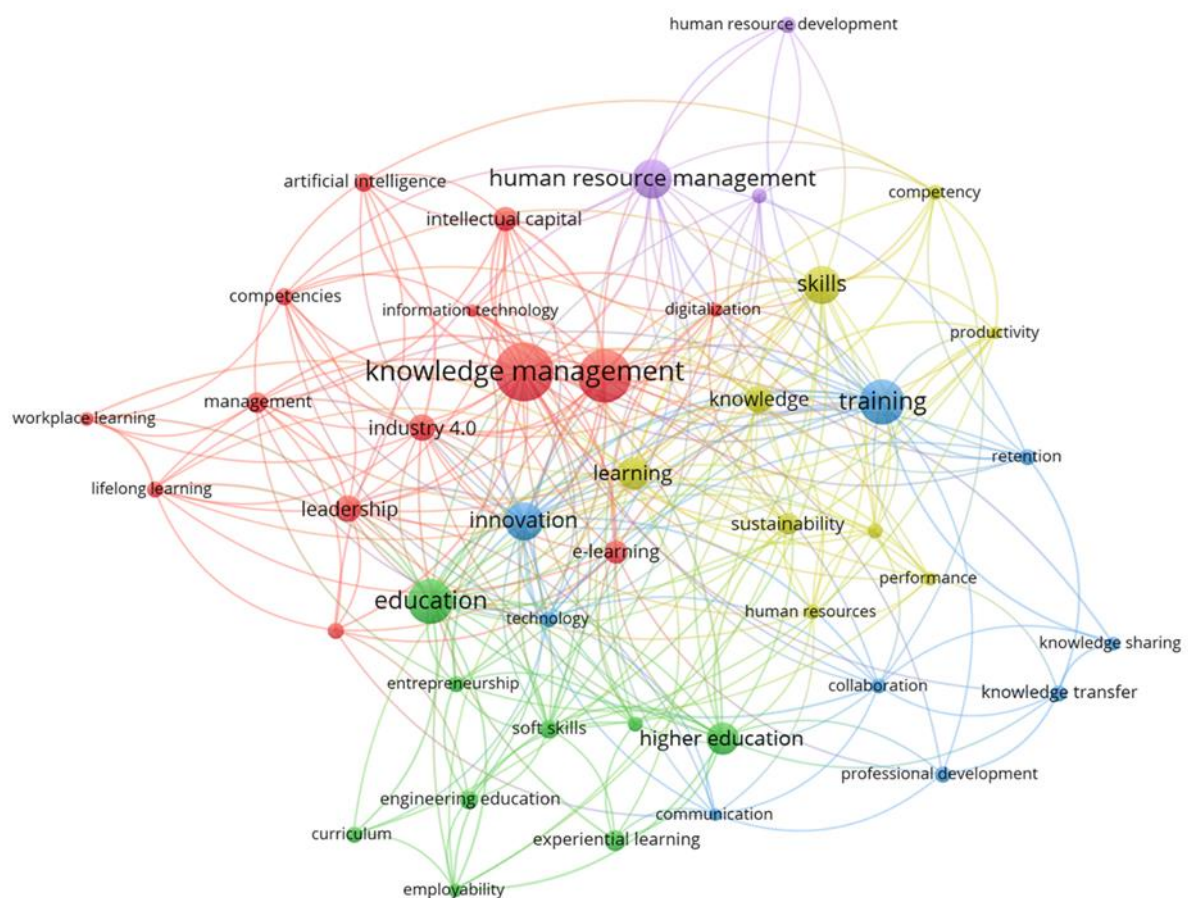 human resource development
artificial intelligence
human resource management
competency
intellectual capital
skills
competencies
information technology
digitalization
productivity
knowledge management
workplace learning
management
knowledge
training
industry 4.0
retention
lifelong learning
learning
leadership
innovation
sustainability
e-learning
performance
education
technology
human resources
knowledge sharing
entrepreneurship
collaboration
knowledge transfer
soft skills
higher education
professional development
engineering education
communication
curriculum
experiential learning
employability